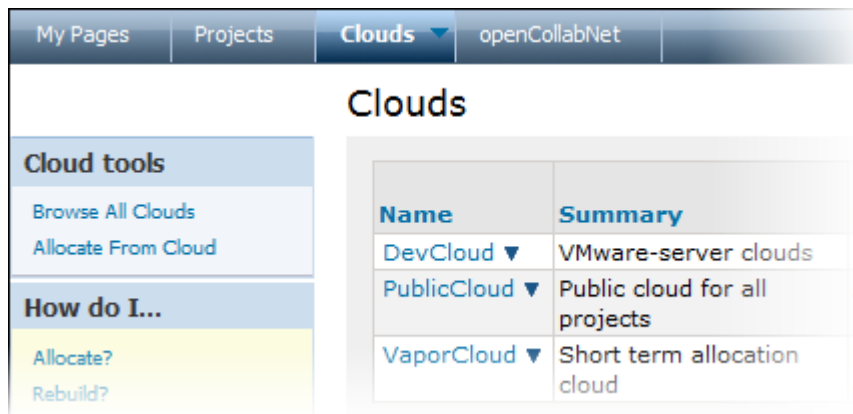 My Pages Projects Clouds openCollabNet
Clouds
Cloud tools
Browse All Clouds
Allocate From Cloud
How do I...
Allocate?
Rebuild?
Name Summary
DevCloud VMware-server clouds
PublicCloud Public cloud for all
projects
VaporCloud Short term allocation
cloud